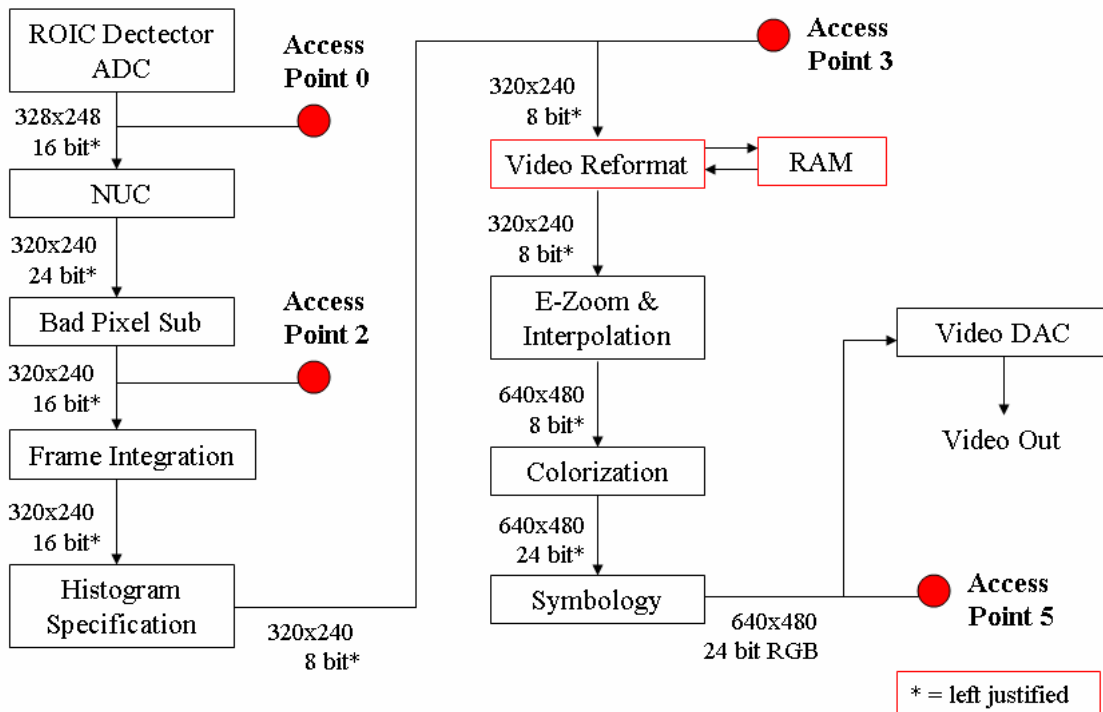 ROIC Dectector
ADC
Access
Point 0
328x248
16 bit*
NUC
320x240
24 bit*
Bad Pixel Sub
Access
Point 2
320x240
16 bit*
Frame Integration
320x240
16 bit*
Histogram
Specification
320x240
8 bit*
Access
Point 3
320x240
8 bit*
Video Reformat
RAM
320x240
8 bit*
E-Zoom &
Interpolation
640x480
8 bit*
Colorization
640x480
24 bit*
Symbology
640x480
24 bit RGB
Video DAC
Video Out
Access
Point 5
* = left justified